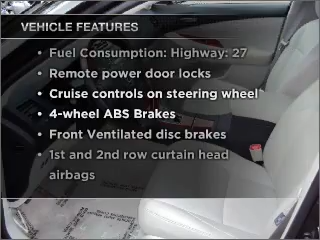 VEHICLE FEATURES
• Fuel Consumption: Highway: 27
• Remote power door locks
• Cruise controls on steering wheel
• 4-wheel ABS Brakes
• Front Ventilated disc brakes
• 1st and 2nd row curtain head
airbags